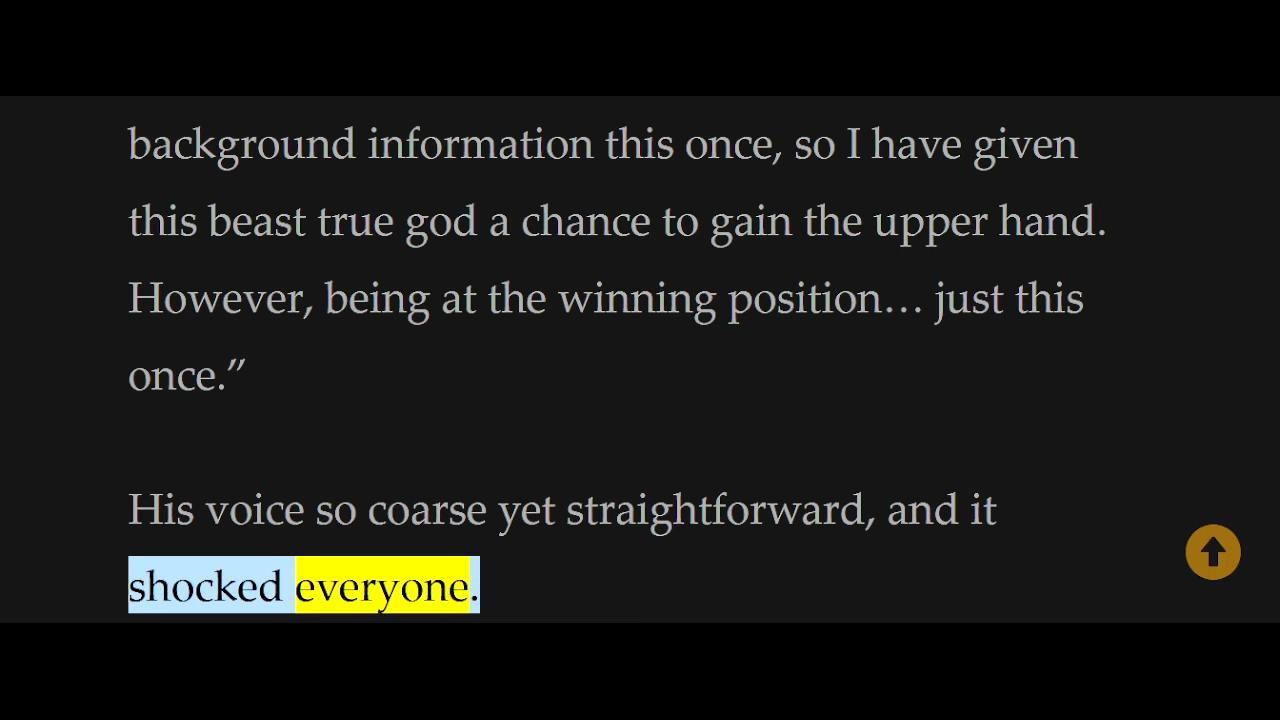 background information this once, so I have given
this beast true god a chance to gain the upper hand.
However, being at the winning position… just this
once.”
His voice so coarse yet straightforward, and it
shocked everyone.